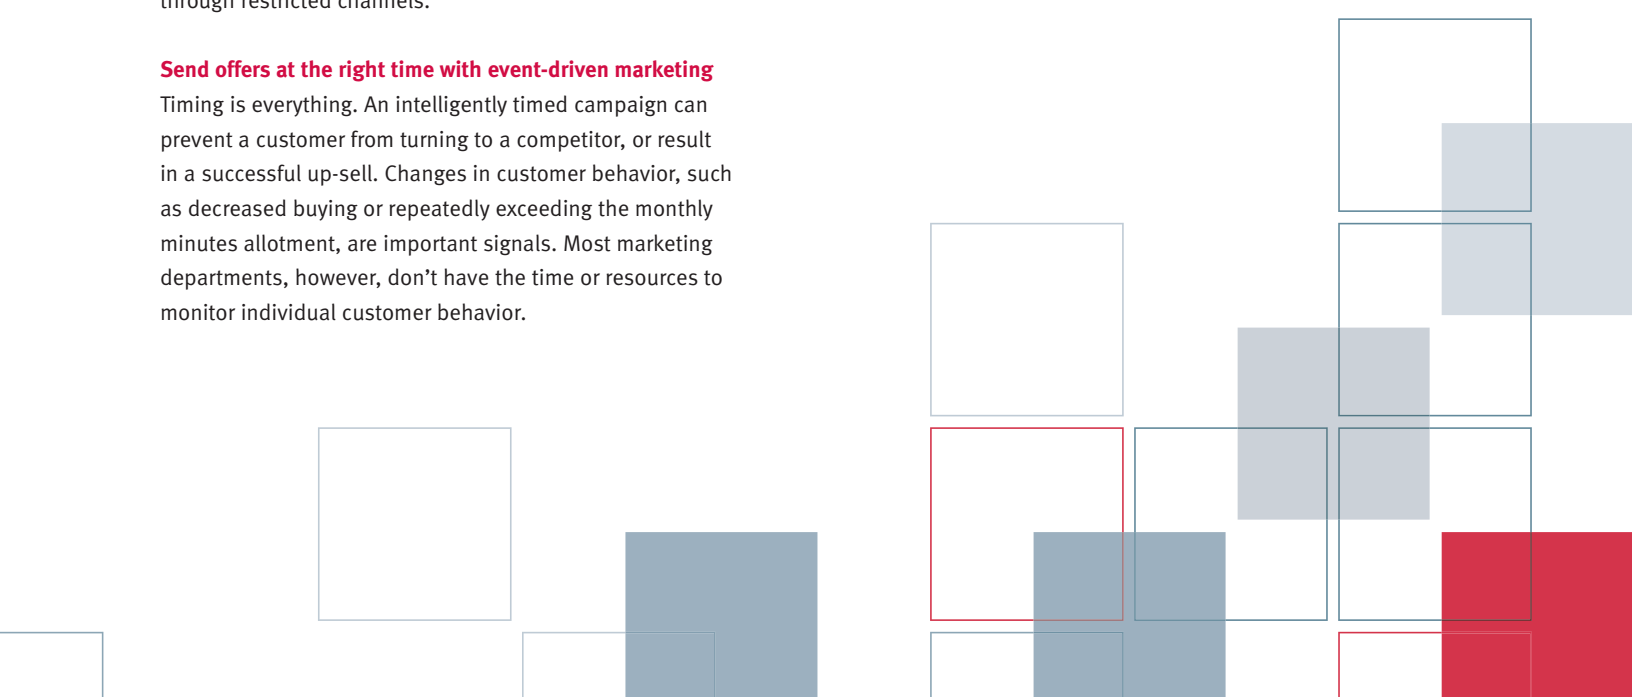 through restricted channels.
Send offers at the right time with event-driven marketing
Timing is everything. An intelligently timed campaign can
prevent a customer from turning to a competitor, or result
in a successful up-sell. Changes in customer behavior, such
as decreased buying or repeatedly exceeding the monthly
minutes allotment, are important signals. Most marketing
departments, however, don’t have the time or resources to
monitor individual customer behavior.